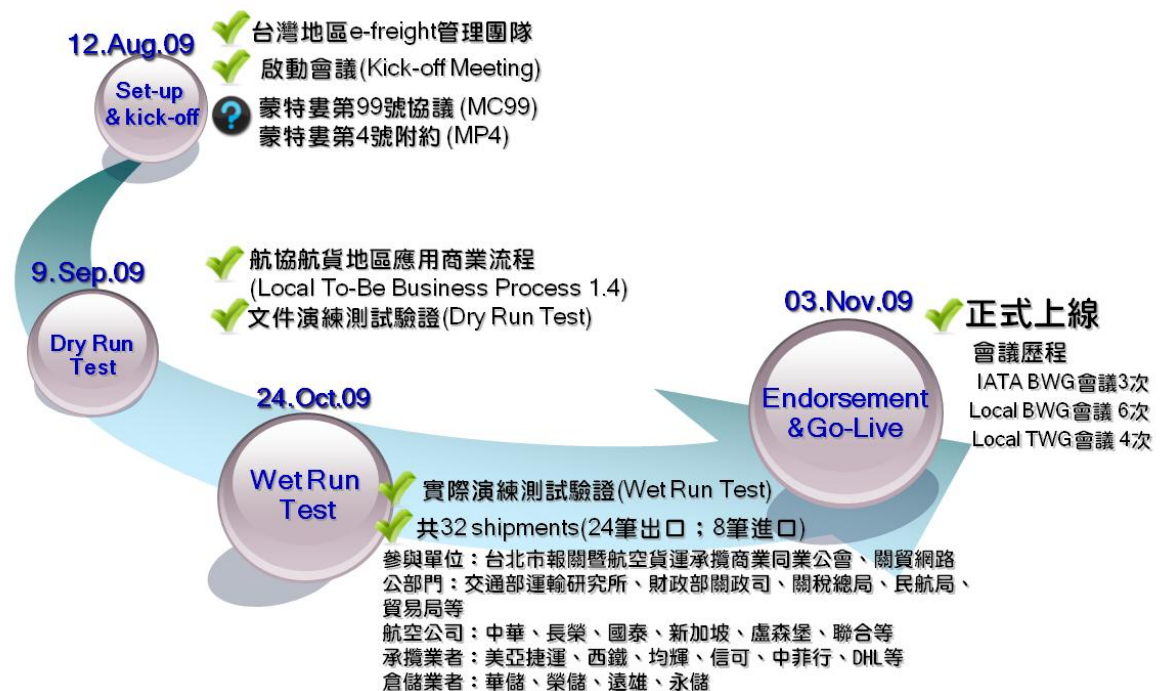 12.Aug.09
Set-up
& kick-off
台灣地區e-freight管理團隊
啟動會議(Kick-off Meeting)
?
蒙特婁第99號協議 (MC99)
蒙特婁第4號附約 (MP4)
9.Sep.09
Dry Run
Test
航協航貨地區應用商業流程
(Local To-Be Business Process 1.4)
文件演練測試驗證(Dry Run Test)
24.Oct.09
Wet Run
Test
實際演練測試驗證(Wet Run Test)
共32 shipments(24筆出口；8筆進口)
參與單位：台北市報關暨航空貨運承攬商業同業公會、關貿網路
公部門：交通部運輸研究所、財政部關政司、關稅總局、民航局、
貿易局等
航空公司：中華、長榮、國泰、新加坡、盧森堡、聯合等
承攬業者：美亞捷運、西鐵、均輝、信可、中菲行、DHL等
倉儲業者：華儲、榮儲、遠雄、永儲
03.Nov.09
Endorsement
&Go-Live
正式上線
會議歷程
IATA BWG會議3次
Local BWG會議 6次
Local TWG會議 4次